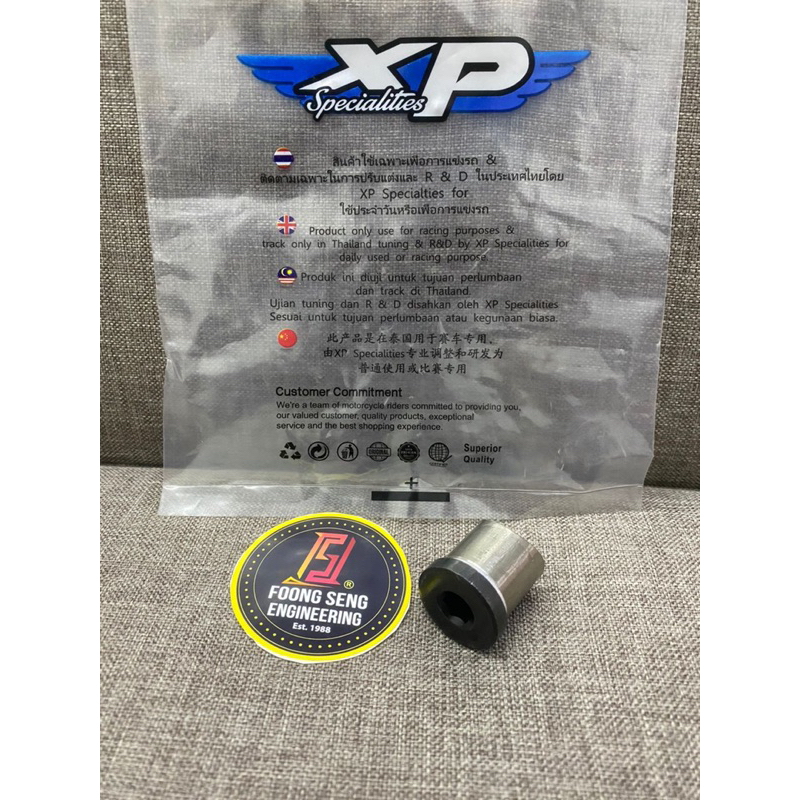 XP
Specialities
สินค้าใช้เฉพาะเพื่อการแข่งรถ &
ติดตามเฉพาะในการปรับแต่งและ R & D ในประเทศไทยโดย
XP Specialties for
ใช้ประจำวันหรือเพื่อการแข่งรถ
Product only use for racing purposes &
track only in Thailand tuning & R&D by XP Specialities for
daily used or racing purpose.
Produk ini diuji untuk tujuan perlumbaan
dan track di Thailand.
Ujian tuning dan R & D disahkan oleh XP Specialities
Sesuai untuk tujuan perlumbaan atau kegunaan biasa.
此产品是在泰国用于赛车专用,
由XP Specialities专业调整和研发为
普通使用或比赛专用
Customer Commitment
We're a team of motorcycle riders committed to providing you,
our valued customer, quality products, exceptional
service and the best shopping experience.
ORIGINAL
Superior
Quality
FOONG SENG
ENGINEERING
Est. 1988
®